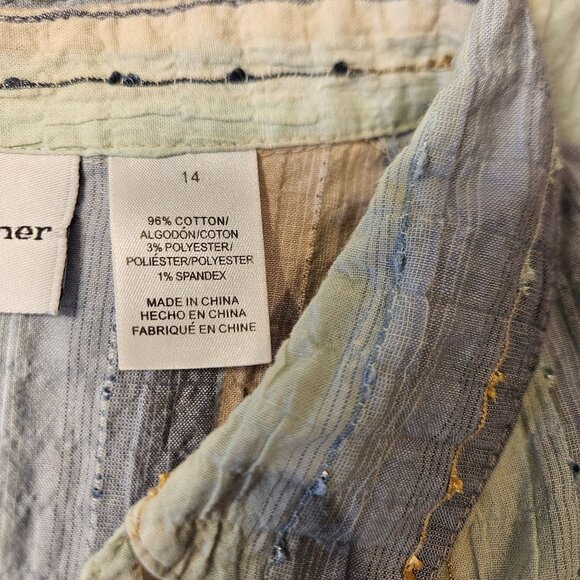 14
96% COTTON/
ALGODÓN/COTON
3% POLYESTER/
POLIÉSTER/POLYESTER
1% SPANDEX
MADE IN CHINA
HECHO EN CHINA
FABRIQUÉ EN CHINE